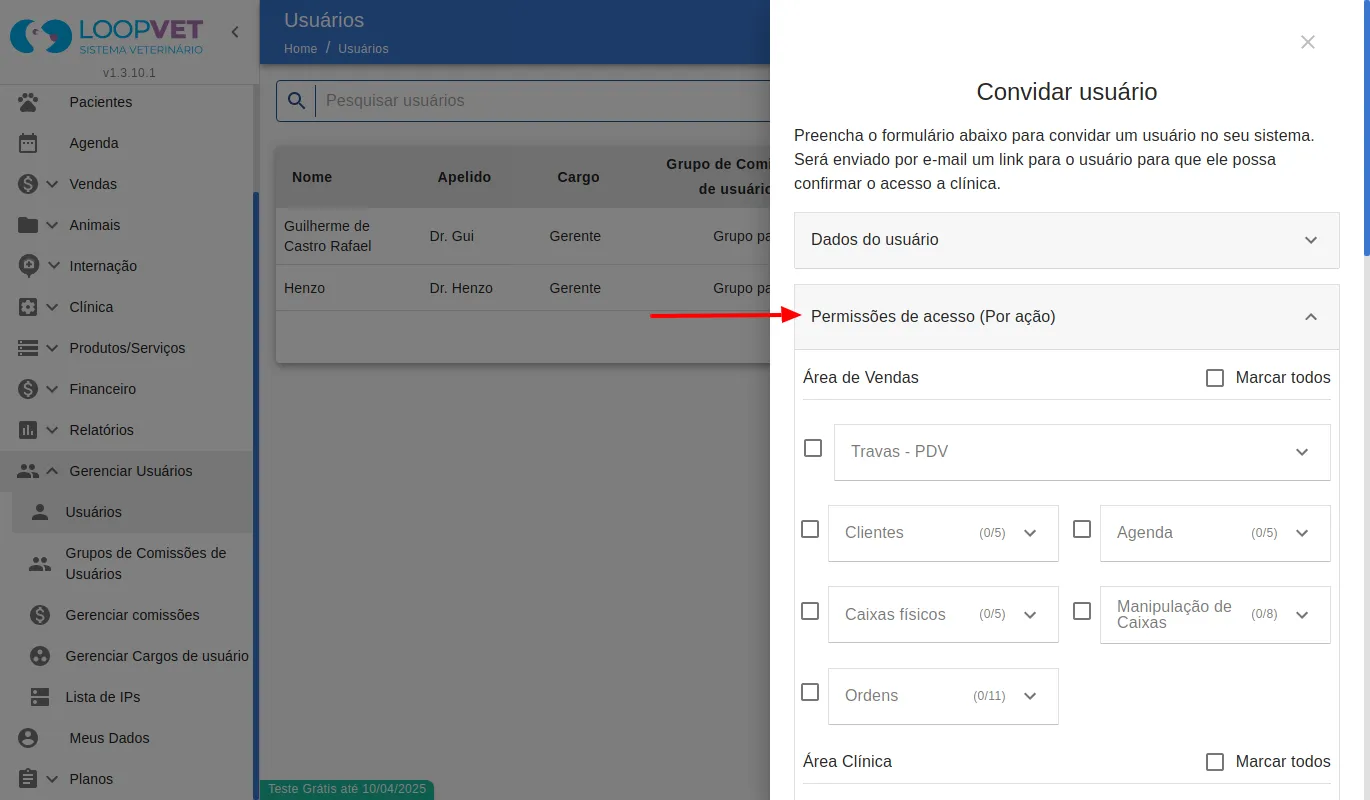 LOOPVET
SISTEMA VETERINÁRIO
v1.3.10.1
Pacientes
Agenda
Vendas
Animais
Internação
Clínica
Produtos/Serviços
Financeiro
Relatórios
Gerenciar Usuários
Usuários
Grupos de Comissões de
Usuários
Gerenciar comissões
Gerenciar Cargos de usuário
Lista de IPs
Meus Dados
Planos
Usuários
Home / Usuários
Pesquisar usuários
Nome
Apelido
Cargo
Grupo de Comi
de usuário
Guilherme de
Castro Rafael
Dr. Gui
Gerente
Grupo pa
Henzo
Dr. Henzo
Gerente
Grupo pa
Teste Grátis até 10/04/2025
Convidar usuário
Preencha o formulário abaixo para convidar um usuário no seu sistema.
Será enviado por e-mail um link para o usuário para que ele possa
confirmar o acesso a clínica.
Dados do usuário
Permissões de acesso (Por ação)
Área de Vendas
Marcar todos
Travas - PDV
Clientes (0/5)
Agenda (0/5)
Caixas físicos (0/5)
Manipulação de
Caixas (0/8)
Ordens (0/11)
Área Clínica
Marcar todos